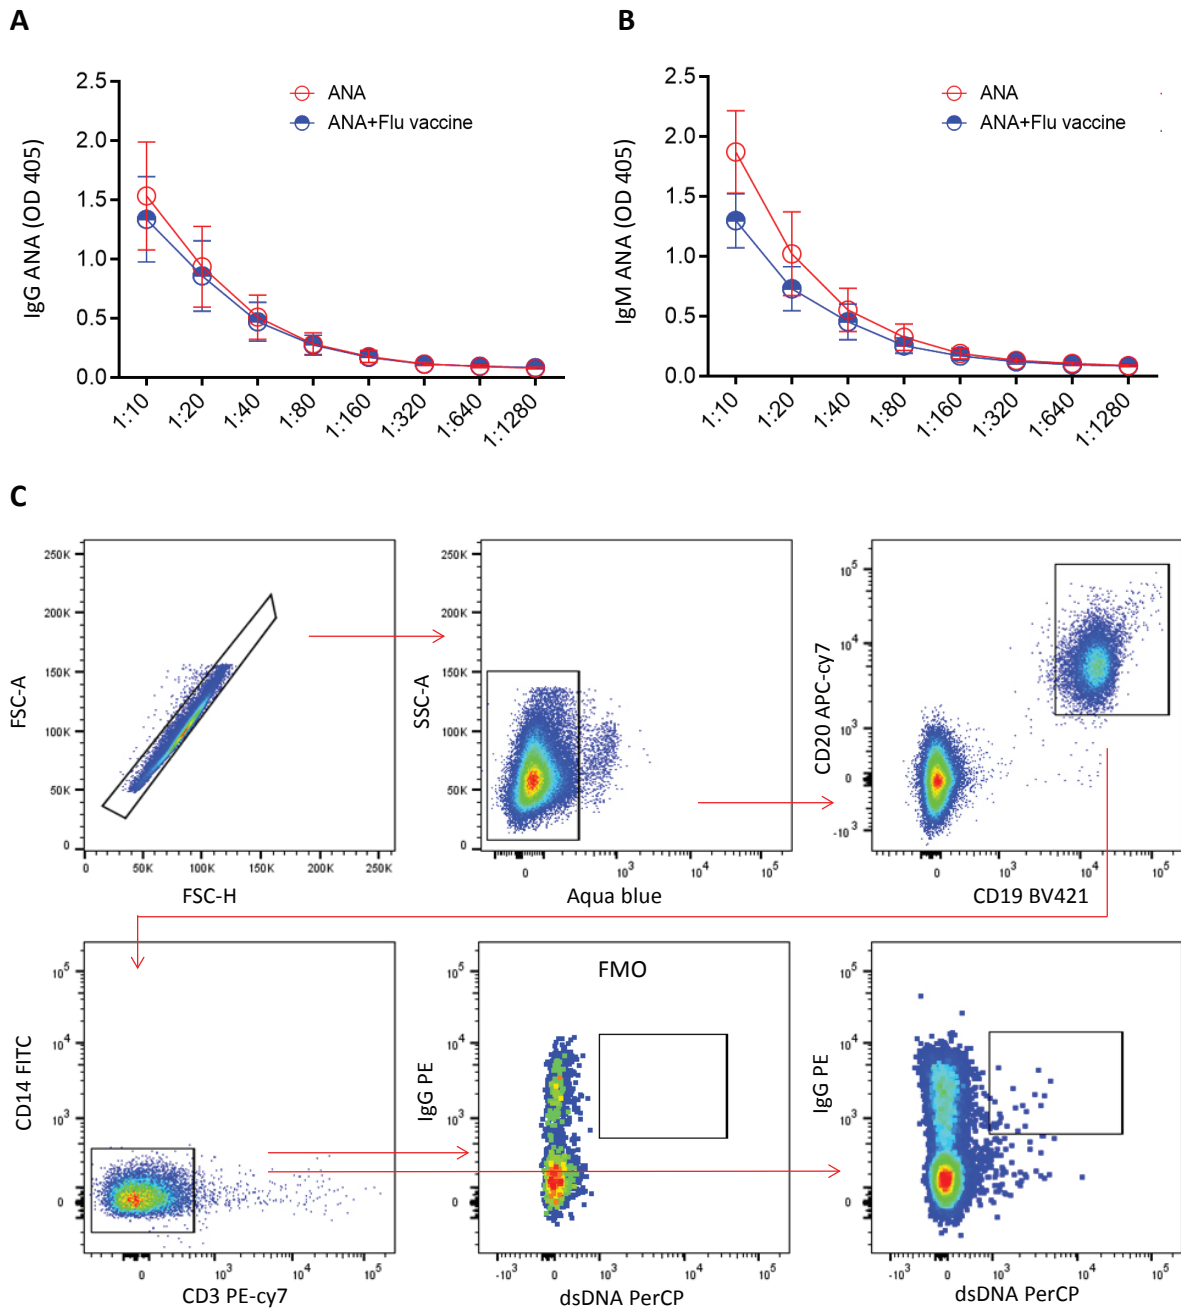 A
B
2.5
2.0
1.5
1.0
0.5
0.0
IgG ANA (OD 405)
ANA
ANA+Flu vaccine
1:10
1:20
1:40
1:80
1:160
1:320
1:640
1:1280
2.5
2.0
1.5
1.0
0.5
0.0
IgM ANA (OD 405)
ANA
ANA+Flu vaccine
1:10
1:20
1:40
1:80
1:160
1:320
1:640
1:1280
C
250K
200K
150K
100K
50K
0
FSC-A
0
50K
100K
150K
200K
250K
FSC-H
250K
200K
150K
100K
50K
0
SSC-A
0
10³
10⁴
10⁵
Aqua blue
10⁵
10⁴
10³
0
-10³
CD20 APC-cy7
0
10³
10⁴
10⁵
CD19 BV421
10⁵
10⁴
10³
0
CD14 FITC
0
10³
10⁴
10⁵
CD3 PE-cy7
FMO
10⁵
10⁴
10³
0
IgG PE
-10³
0
10³
10⁴
10⁵
dsDNA PerCP
10⁵
10⁴
10³
0
IgG PE
-10³
0
10³
10⁴
10⁵
dsDNA PerCP